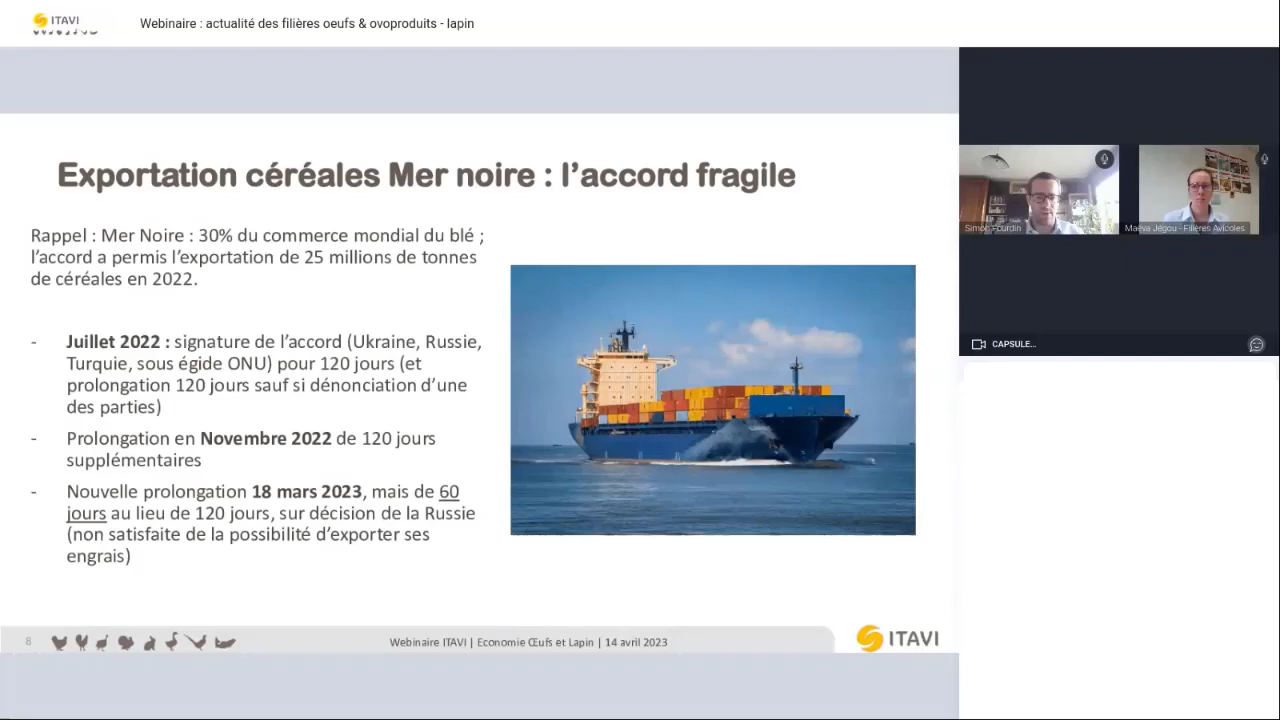 ITAVI
Webinaire : actualité des filières oeufs & ovoproduits - lapin
Exportation céréales Mer noire : l’accord fragile
Rappel : Mer Noire : 30% du commerce mondial du blé ;
l’accord a permis l’exportation de 25 millions de tonnes
de céréales en 2022.
- Juillet 2022 : signature de l’accord (Ukraine, Russie,
Turquie, sous égide ONU) pour 120 jours (et
prolongation 120 jours sauf si dénonciation d’une
des parties)
- Prolongation en Novembre 2022 de 120 jours
supplémentaires
- Nouvelle prolongation 18 mars 2023, mais de 60
jours au lieu de 120 jours, sur décision de la Russie
(non satisfaite de la possibilité d’exporter ses
engrais)
8
Webinaire ITAVI | Economie Œufs et Lapin | 14 avril 2023
ITAVI
Simon Fourdin
Maëva Jégou - Filières Avicoles
CAPSULE...